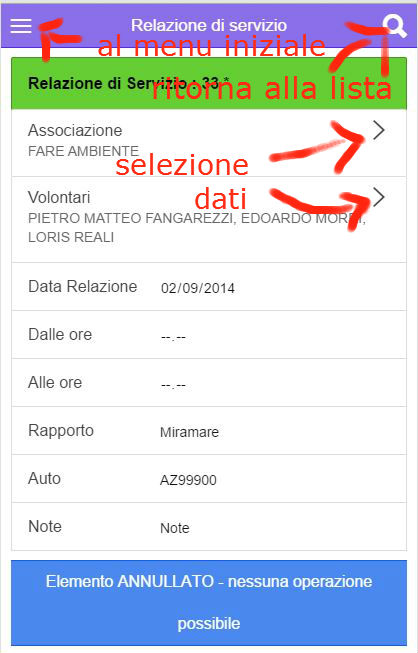 Relazione di servizio
al menu iniziale
Relazione di Servizio : 33 *
ritorna alla lista
Associazione
FARE AMBIENTE
selezione
dati
Volontari
PIETRO MATTEO FANGAREZZI, EDOARDO
LORIS REALI
Data Relazione 02/09/2014
Dalle ore --.--
Alle ore --.--
Rapporto Miramare
Auto AZ99900
Note Note
Elemento ANNULLATO - nessuna operazione
possibile